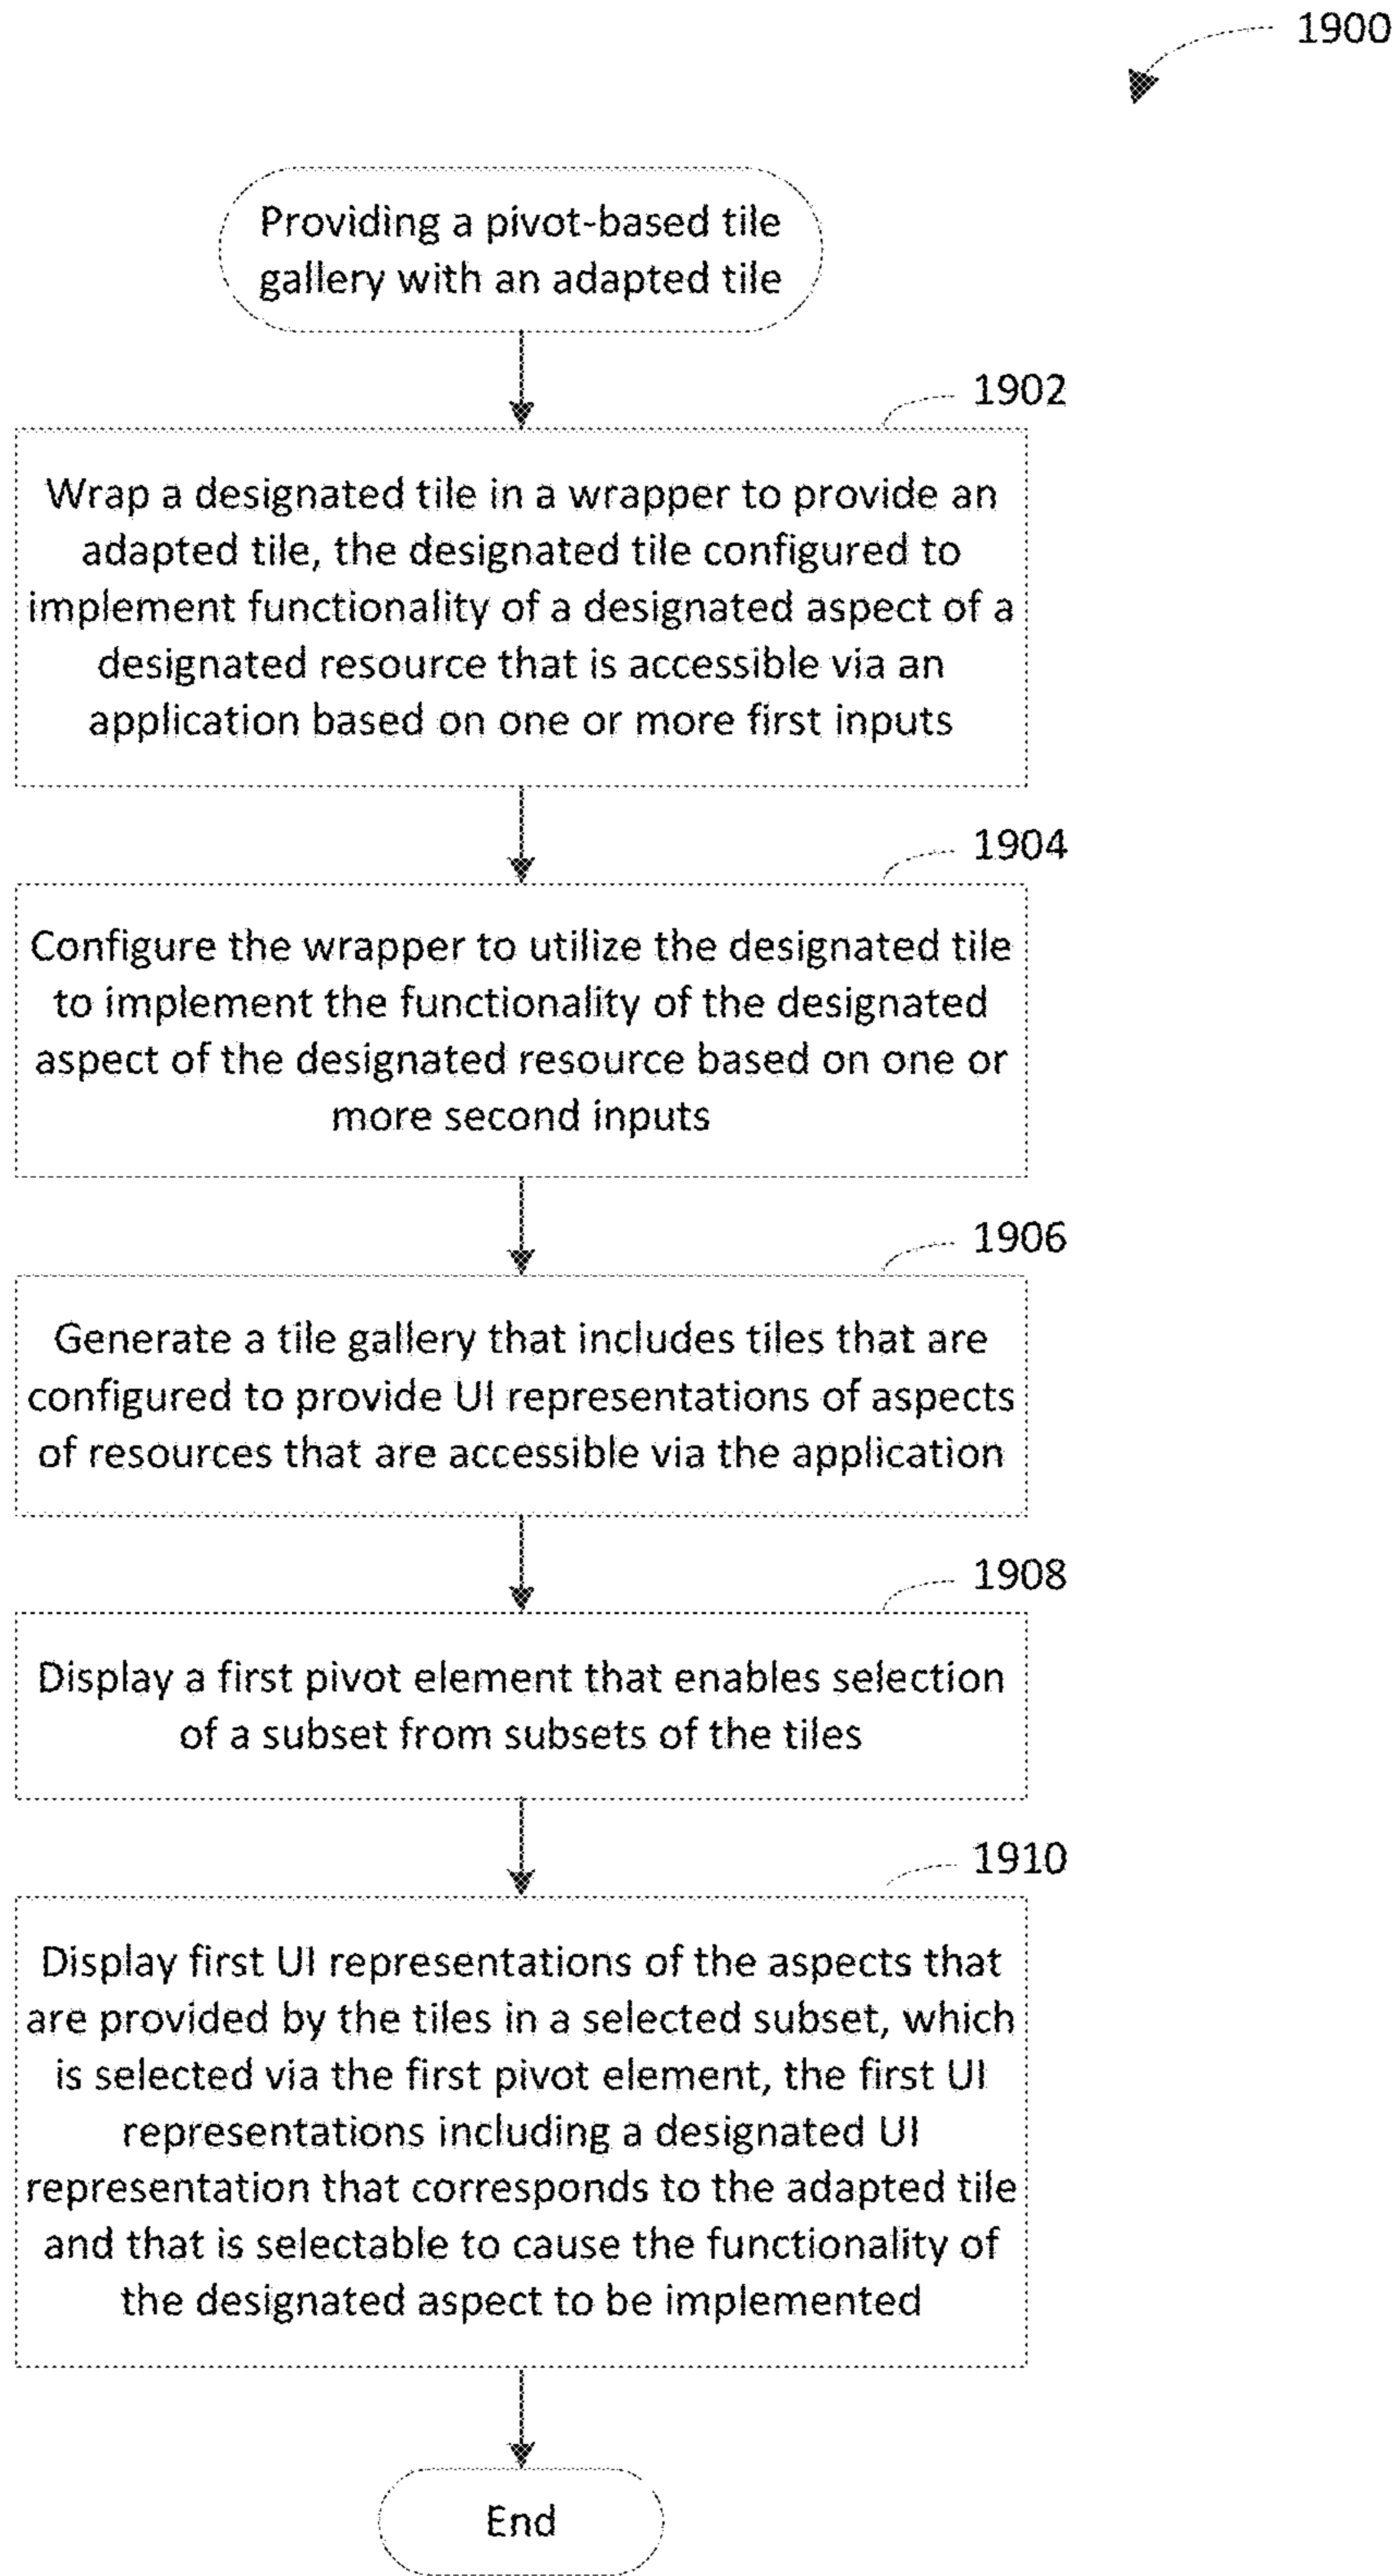 1900
Providing a pivot-based tile
gallery with an adapted tile
1902
Wrap a designated tile in a wrapper to provide an
adapted tile, the designated tile configured to
implement functionality of a designated aspect of a
designated resource that is accessible via an
application based on one or more first inputs
1904
Configure the wrapper to utilize the designated tile
to implement the functionality of the designated
aspect of the designated resource based on one or
more second inputs
1906
Generate a tile gallery that includes tiles that are
configured to provide UI representations of aspects
of resources that are accessible via the application
1908
Display a first pivot element that enables selection
of a subset from subsets of the tiles
1910
Display first UI representations of the aspects that
are provided by the tiles in a selected subset, which
is selected via the first pivot element, the first UI
representations including a designated UI
representation that corresponds to the adapted tile
and that is selectable to cause the functionality of
the designated aspect to be implemented
End